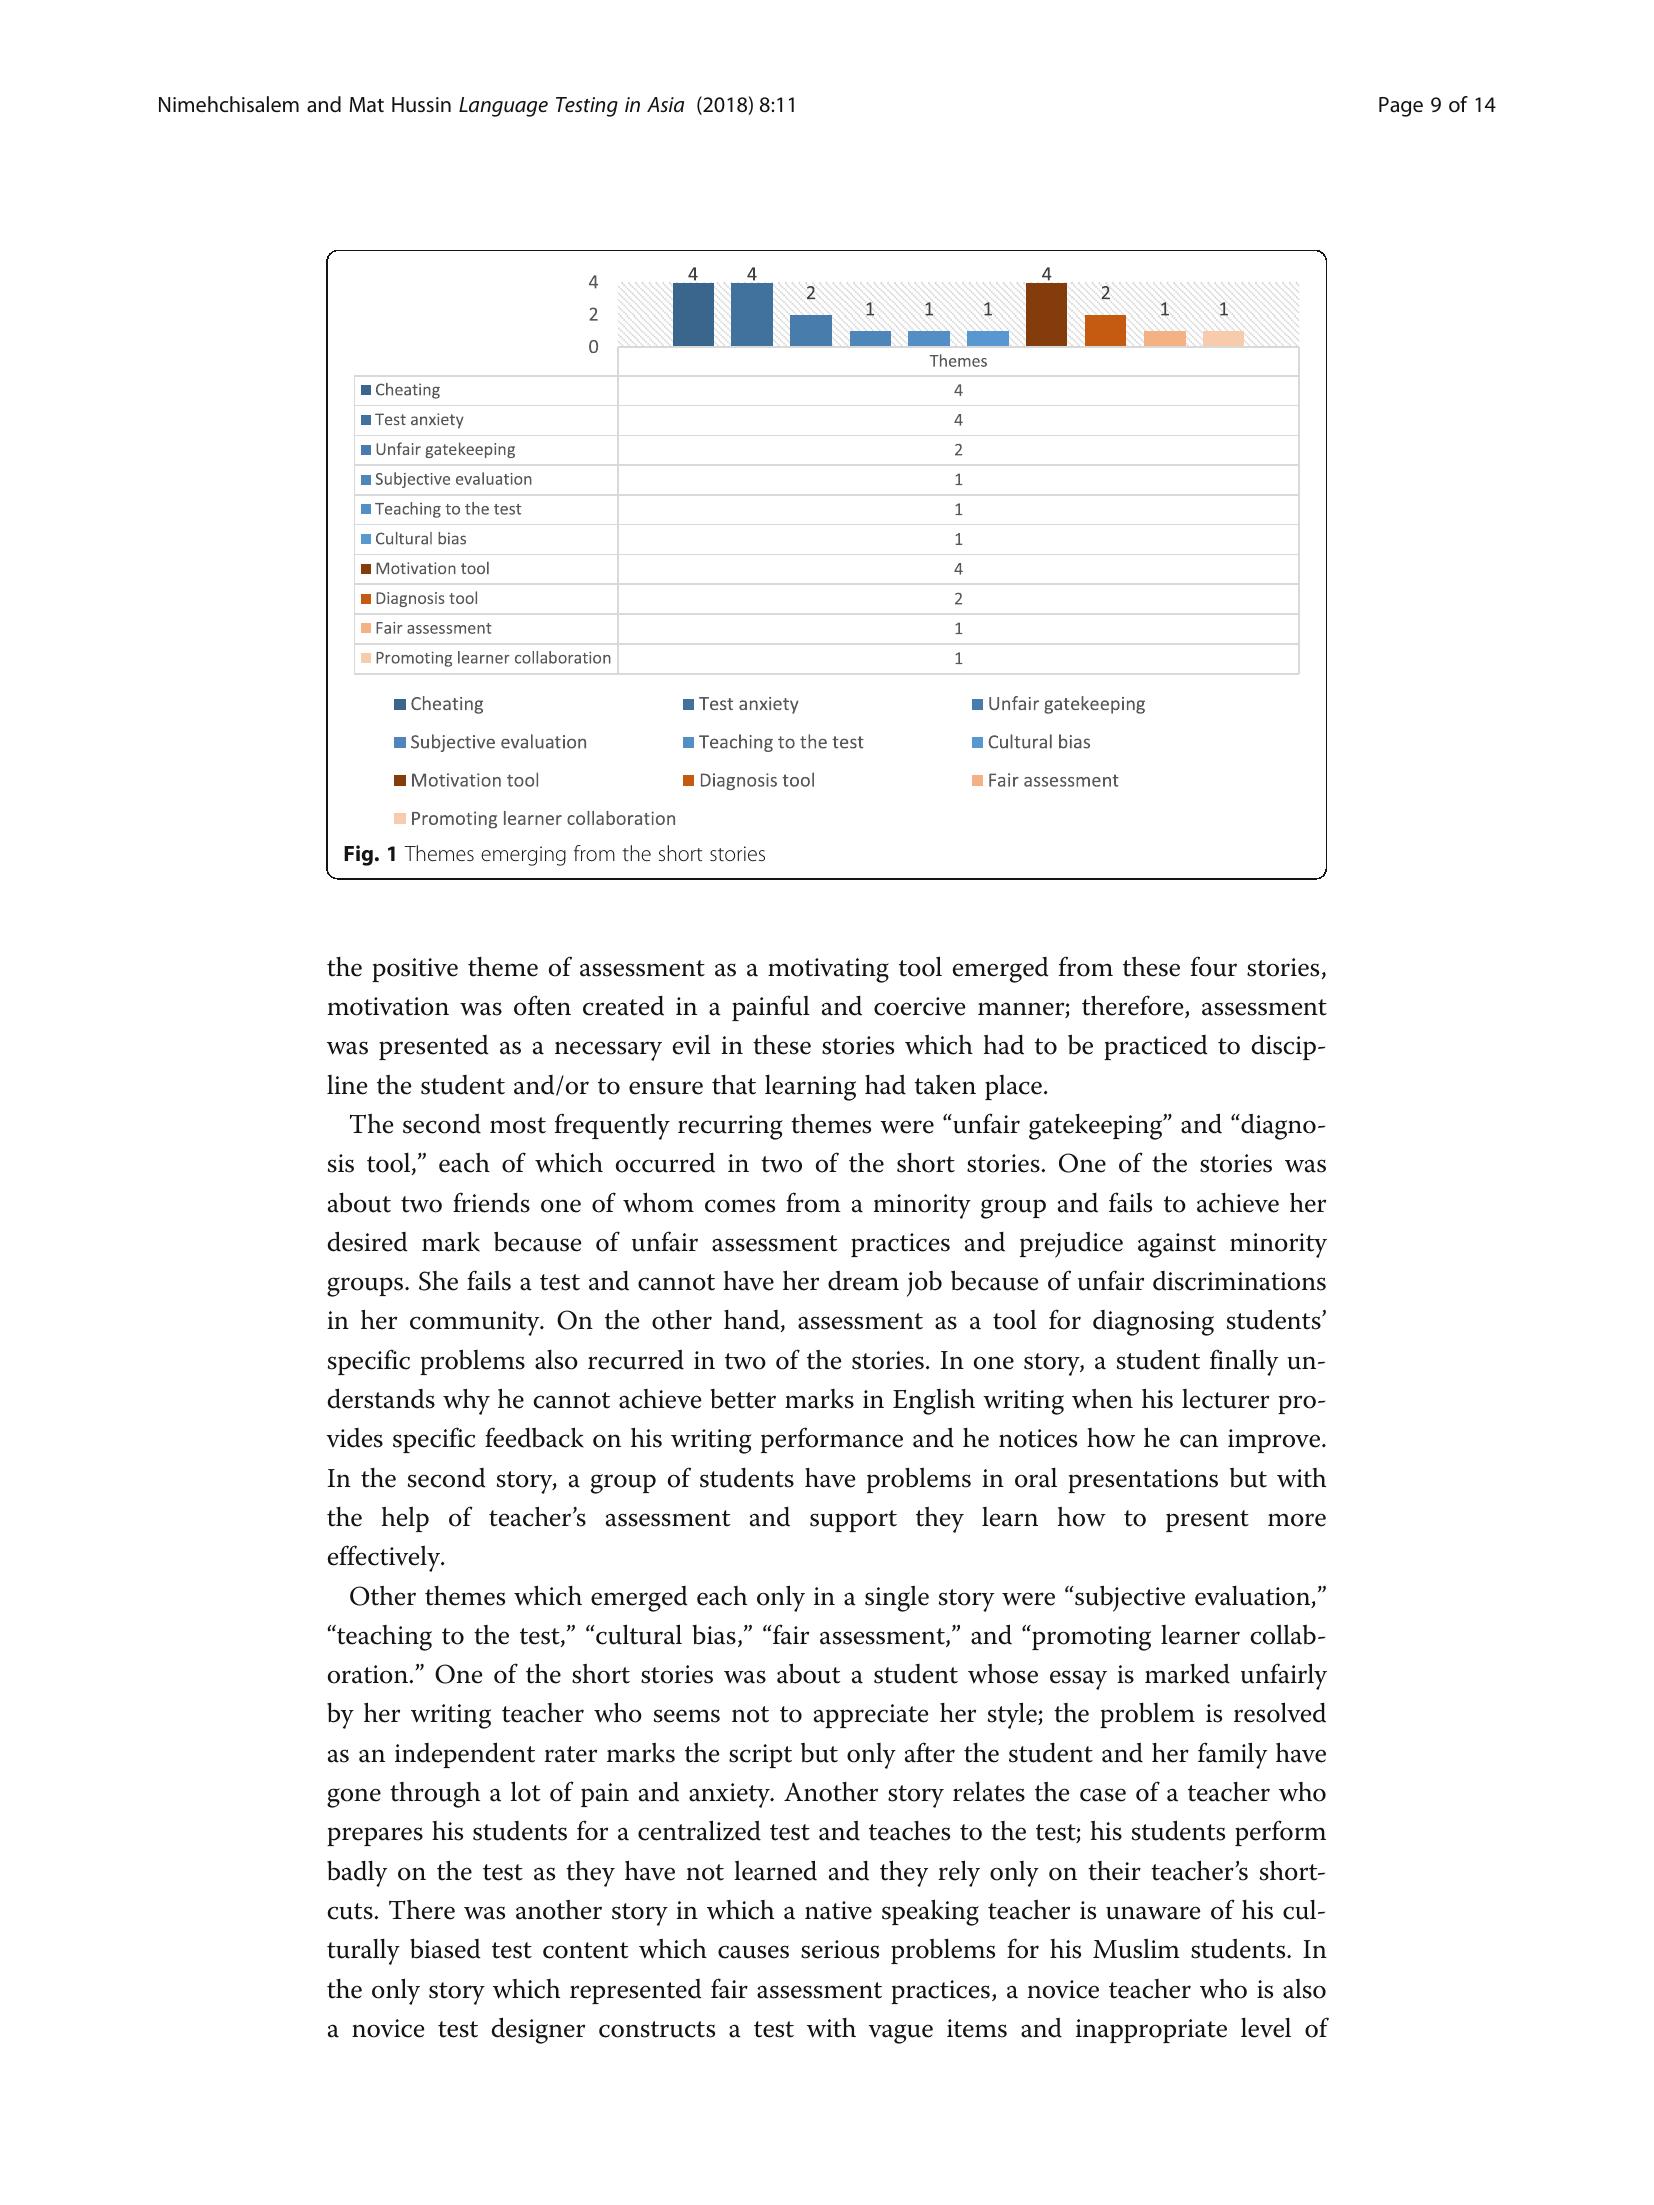 Nimehchisalem and Mat Hussin Language Testing in Asia (2018) 8:11 Page 9 of 14
4 4 2 1 1 1 4 2 1 1
4
2
0
Themes
Cheating 4
Test anxiety 4
Unfair gatekeeping 2
Subjective evaluation 1
Teaching to the test 1
Cultural bias 1
Motivation tool 4
Diagnosis tool 2
Fair assessment 1
Promoting learner collaboration 1
Cheating Test anxiety Unfair gatekeeping
Subjective evaluation Teaching to the test Cultural bias
Motivation tool Diagnosis tool Fair assessment
Promoting learner collaboration
Fig. 1 Themes emerging from the short stories
the positive theme of assessment as a motivating tool emerged from these four stories,
motivation was often created in a painful and coercive manner; therefore, assessment
was presented as a necessary evil in these stories which had to be practiced to discip-
line the student and/or to ensure that learning had taken place.
The second most frequently recurring themes were “unfair gatekeeping” and “diagno-
sis tool,” each of which occurred in two of the short stories. One of the stories was
about two friends one of whom comes from a minority group and fails to achieve her
desired mark because of unfair assessment practices and prejudice against minority
groups. She fails a test and cannot have her dream job because of unfair discriminations
in her community. On the other hand, assessment as a tool for diagnosing students’
specific problems also recurred in two of the stories. In one story, a student finally un-
derstands why he cannot achieve better marks in English writing when his lecturer pro-
vides specific feedback on his writing performance and he notices how he can improve.
In the second story, a group of students have problems in oral presentations but with
the help of teacher’s assessment and support they learn how to present more
effectively.
Other themes which emerged each only in a single story were “subjective evaluation,”
“teaching to the test,” “cultural bias,” “fair assessment,” and “promoting learner collab-
oration.” One of the short stories was about a student whose essay is marked unfairly
by her writing teacher who seems not to appreciate her style; the problem is resolved
as an independent rater marks the script but only after the student and her family have
gone through a lot of pain and anxiety. Another story relates the case of a teacher who
prepares his students for a centralized test and teaches to the test; his students perform
badly on the test as they have not learned and they rely only on their teacher’s short-
cuts. There was another story in which a native speaking teacher is unaware of his cul-
turally biased test content which causes serious problems for his Muslim students. In
the only story which represented fair assessment practices, a novice teacher who is also
a novice test designer constructs a test with vague items and inappropriate level of